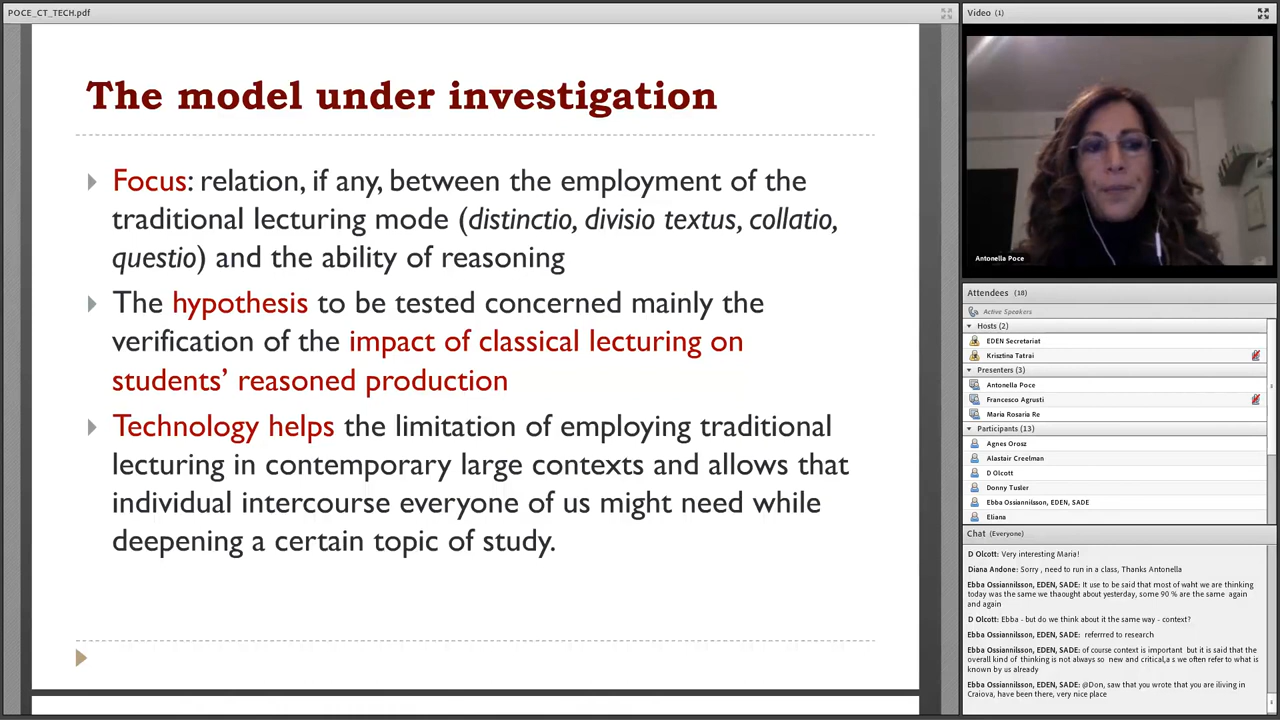 POCE_CT_TECH.pdf
The model under investigation
Focus: relation, if any, between the employment of the
traditional lecturing mode (distinctio, divisio textus, collatio,
questio) and the ability of reasoning
The hypothesis to be tested concerned mainly the
verification of the impact of classical lecturing on
students’ reasoned production
Technology helps the limitation of employing traditional
lecturing in contemporary large contexts and allows that
individual intercourse everyone of us might need while
deepening a certain topic of study.
Video (1)
Antonella Poce
Attendees (18)
Active Speakers
Hosts (2)
EDEN Secretariat
Krisztina Tatrai
Presenters (3)
Antonella Poce
Francesco Agrusti
Maria Rosaria Re
Participants (13)
Agnes Orosz
Alastair Creelman
D Olcott
Donny Tusler
Ebba Ossiannilsson, EDEN, SADE
Eliana
Chat (Everyone)
D Olcott: Very interesting Maria!
Diana Andone: Sorry , need to run in a class, Thanks Antonella
Ebba Ossiannilsson, EDEN, SADE: It use to be said that most of waht we are thinking
today was the same we thaought about yesterday, some 90 % are the same again
and again
D Olcott: Ebba - but do we think about it the same way - context?
Ebba Ossiannilsson, EDEN, SADE: referrred to research
Ebba Ossiannilsson, EDEN, SADE: of course context is important but it is said that the
overall kind of thinking is not always so new and critical,a s we often refer to what is
known by us already
Ebba Ossiannilsson, EDEN, SADE: @Don, saw that you wrote that you are iliving in
Craiova, have been there, very nice place